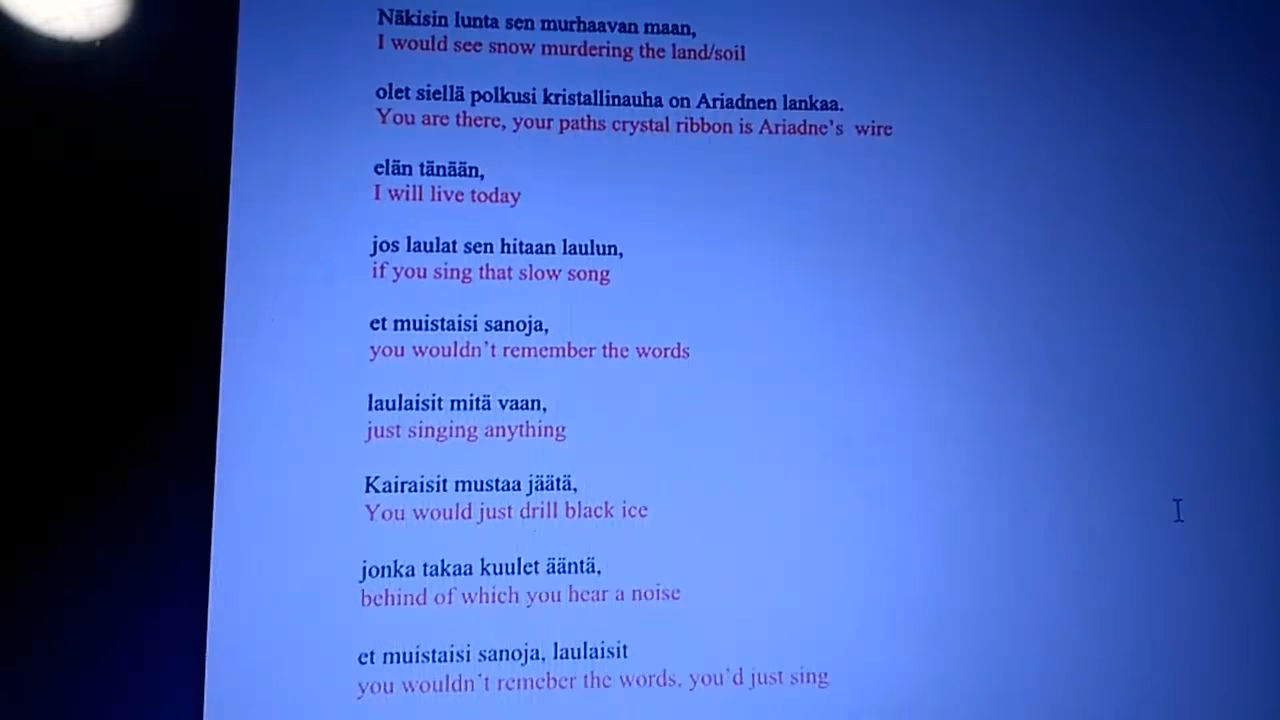 Näkisin lunta sen murhaavan maan,
I would see snow murdering the land/soil
olet siellä polkusi kristallinauha on Ariadnen lankaa.
You are there, your paths crystal ribbon is Ariadne's wire
elän tänään,
I will live today
jos laulat sen hitaan laulun,
if you sing that slow song
et muistaisi sanoja,
you wouldn't remember the words
laulaisit mitä vaan,
just singing anything
Kairaisit mustaa jäätä,
You would just drill black ice
jonka takaa kuulet ääntä,
behind of which you hear a noise
et muistaisi sanoja, laulaisit
you wouldn't remeber the words, you'd just sing